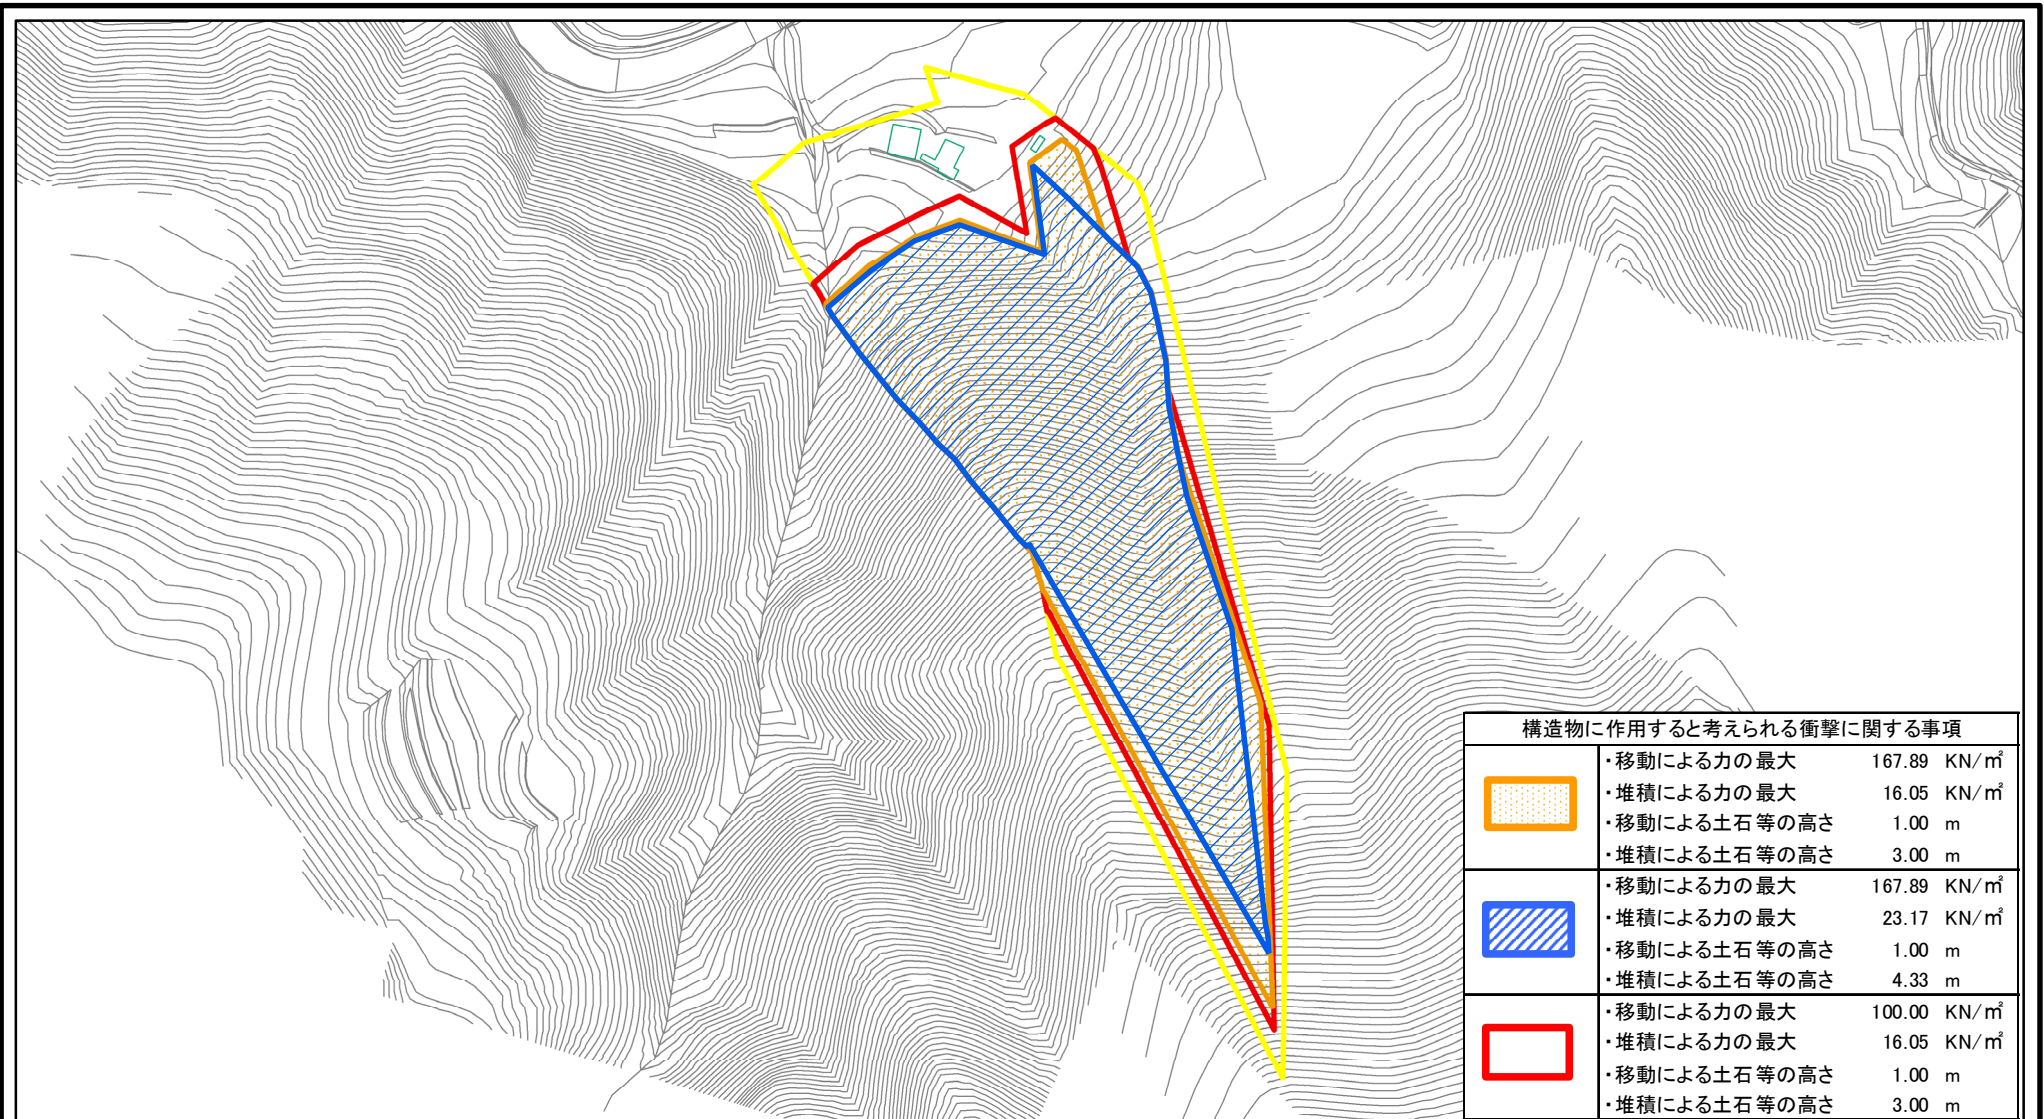 構造物に作用すると考えられる衝撃に関する事項
・移動による力の最大 167.89 KN/㎡
・堆積による力の最大 16.05 KN/㎡
・移動による土石等の高さ 1.00 m
・堆積による土石等の高さ 3.00 m
・移動による力の最大 167.89 KN/㎡
・堆積による力の最大 23.17 KN/㎡
・移動による土石等の高さ 1.00 m
・堆積による土石等の高さ 4.33 m
・移動による力の最大 100.00 KN/㎡
・堆積による力の最大 16.05 KN/㎡
・移動による土石等の高さ 1.00 m
・堆積による土石等の高さ 3.00 m